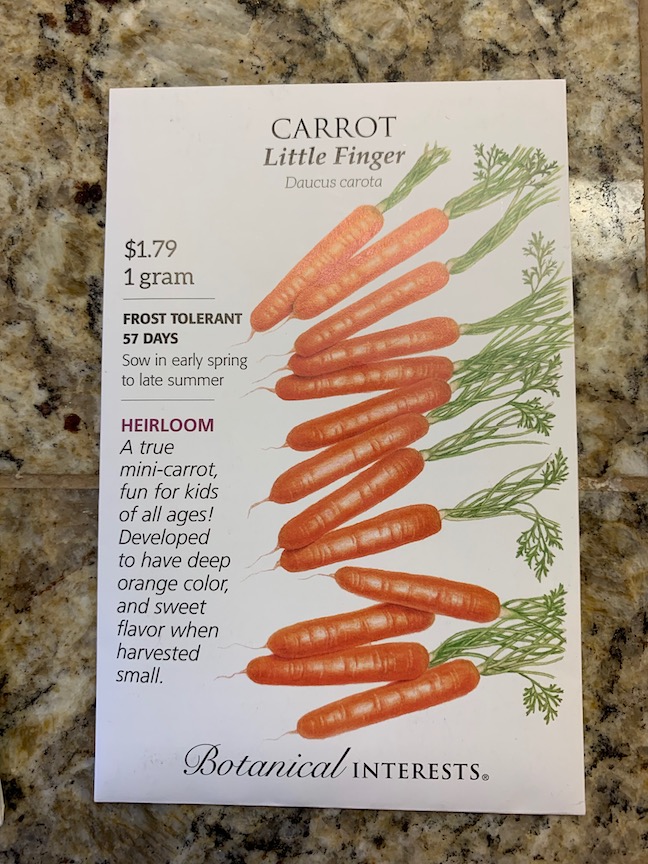 CARROT
Little Finger
Daucus carota
$1.79
1 gram
FROST TOLERANT
57 DAYS
Sow in early spring
to late summer
HEIRLOOM
A true
mini-carrot,
fun for kids
of all ages!
Developed
to have deep
orange color,
and sweet
flavor when
harvested
small.
Botanical INTERESTS®